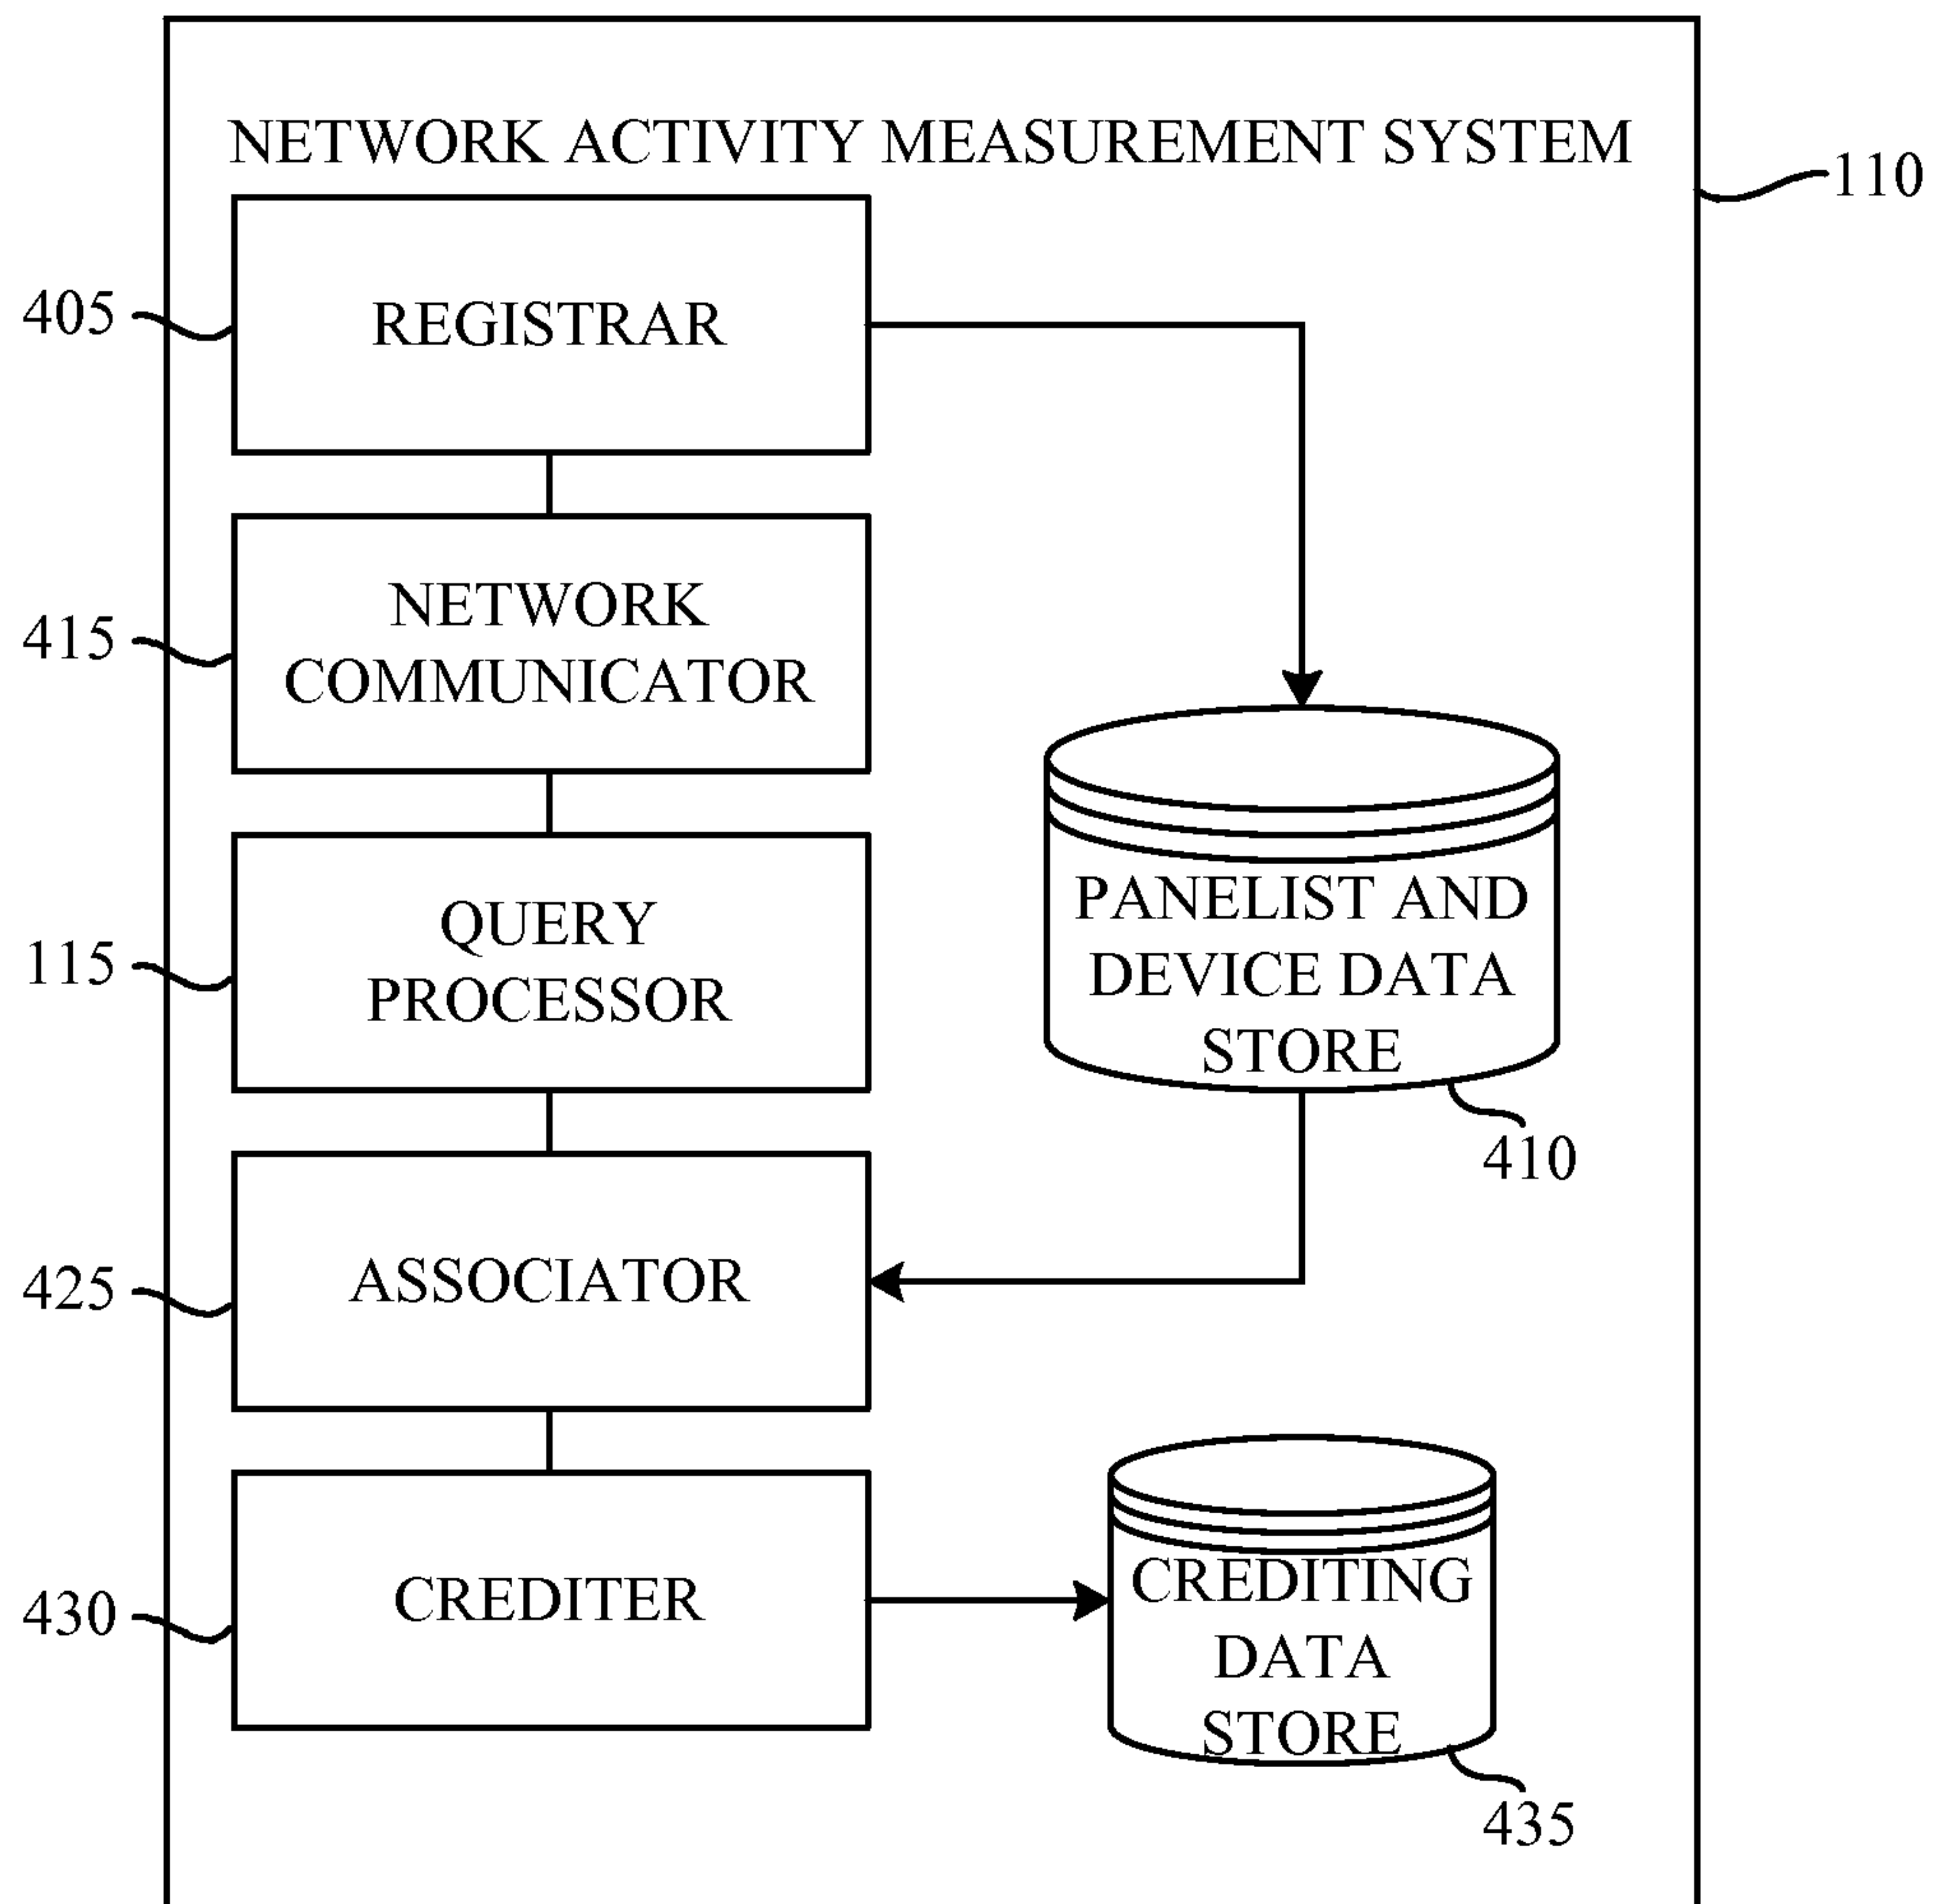 NETWORK ACTIVITY MEASUREMENT SYSTEM
110
405
REGISTRAR
415
NETWORK
COMMUNICATOR
115
QUERY
PROCESSOR
PANELIST AND
DEVICE DATA
STORE
410
425
ASSOCIATOR
430
CREDITER
CREDITING
DATA
STORE
435